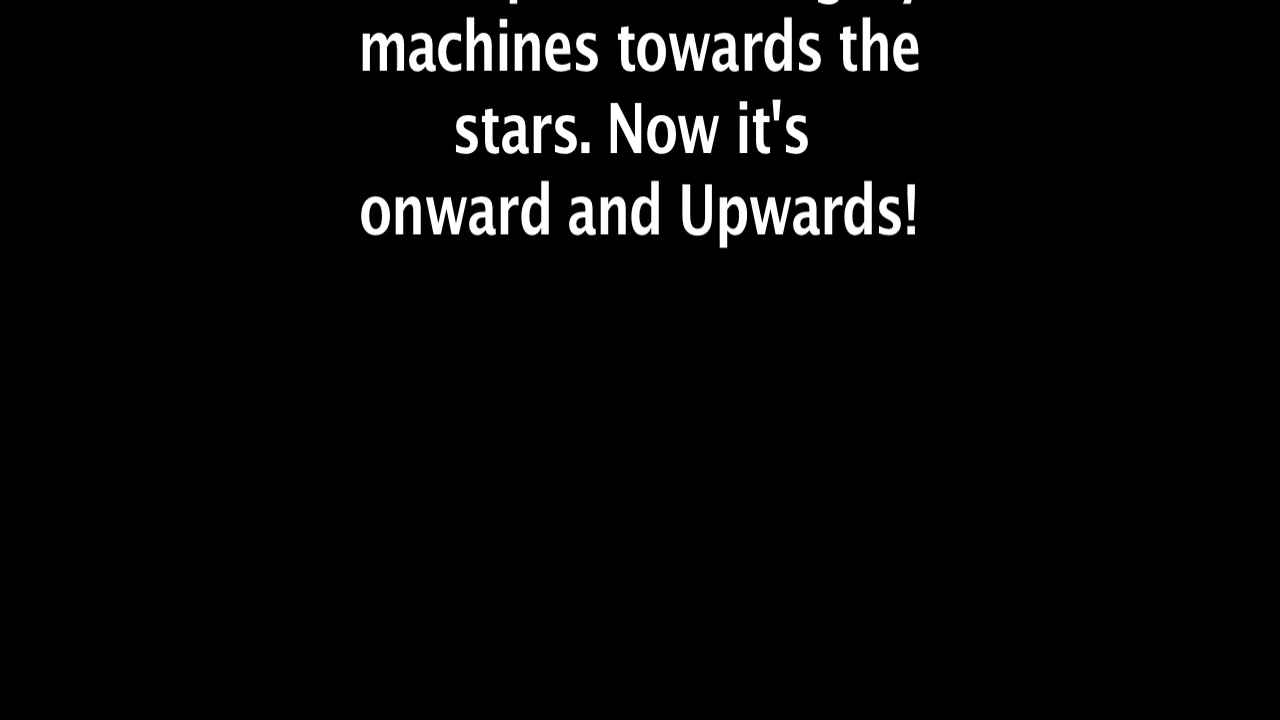 machines towards the
stars. Now it's
onward and Upwards!